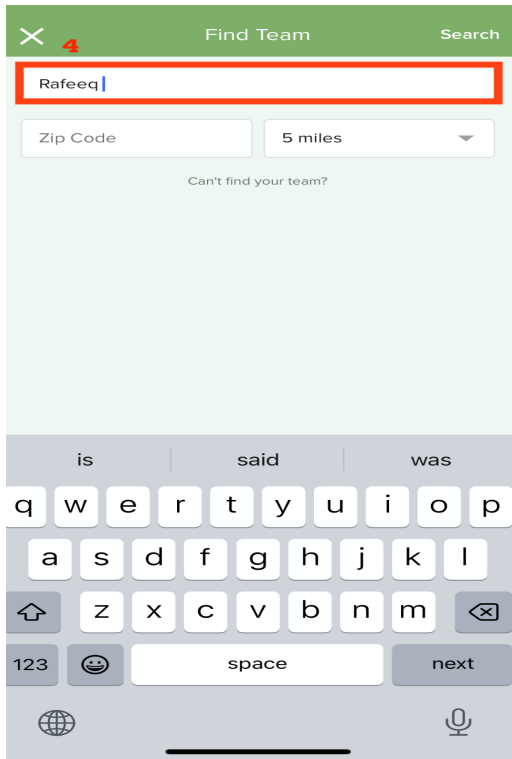 4 Find Team Search
Rafeeq
Zip Code 5 miles
Can't find your team?
is said was
q w e r t y u i o p
a s d f g h j k l
z x c v b n m
123 space next